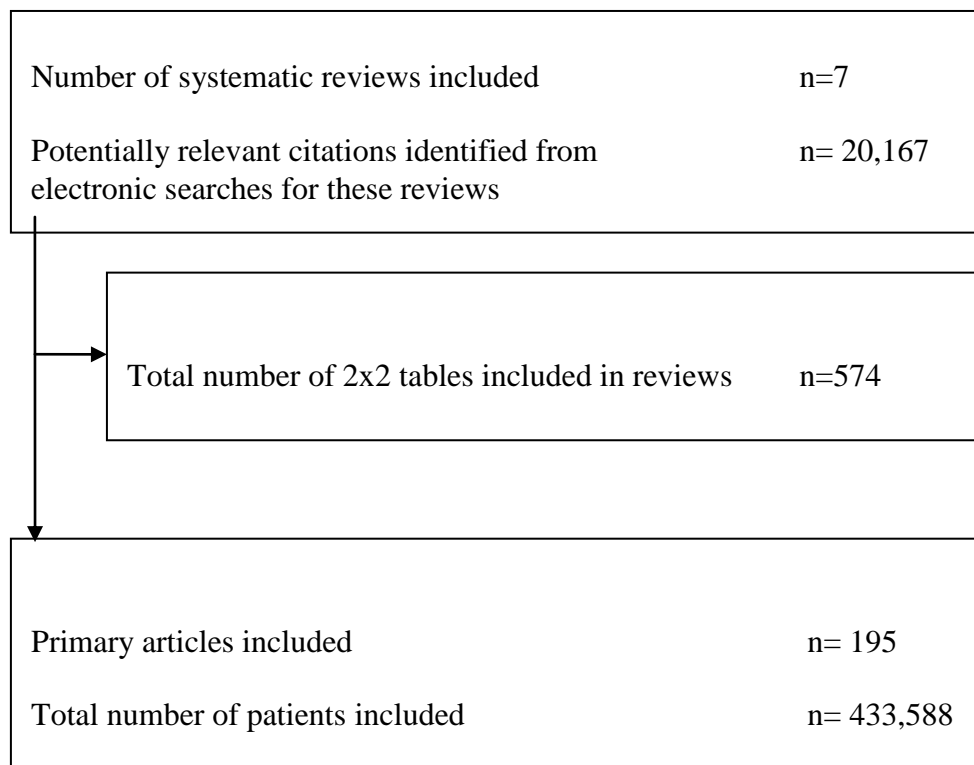 Number of systematic reviews included n=7
Potentially relevant citations identified from n= 20,167
electronic searches for these reviews
Total number of 2x2 tables included in reviews n=574
Primary articles included n= 195
Total number of patients included n= 433,588